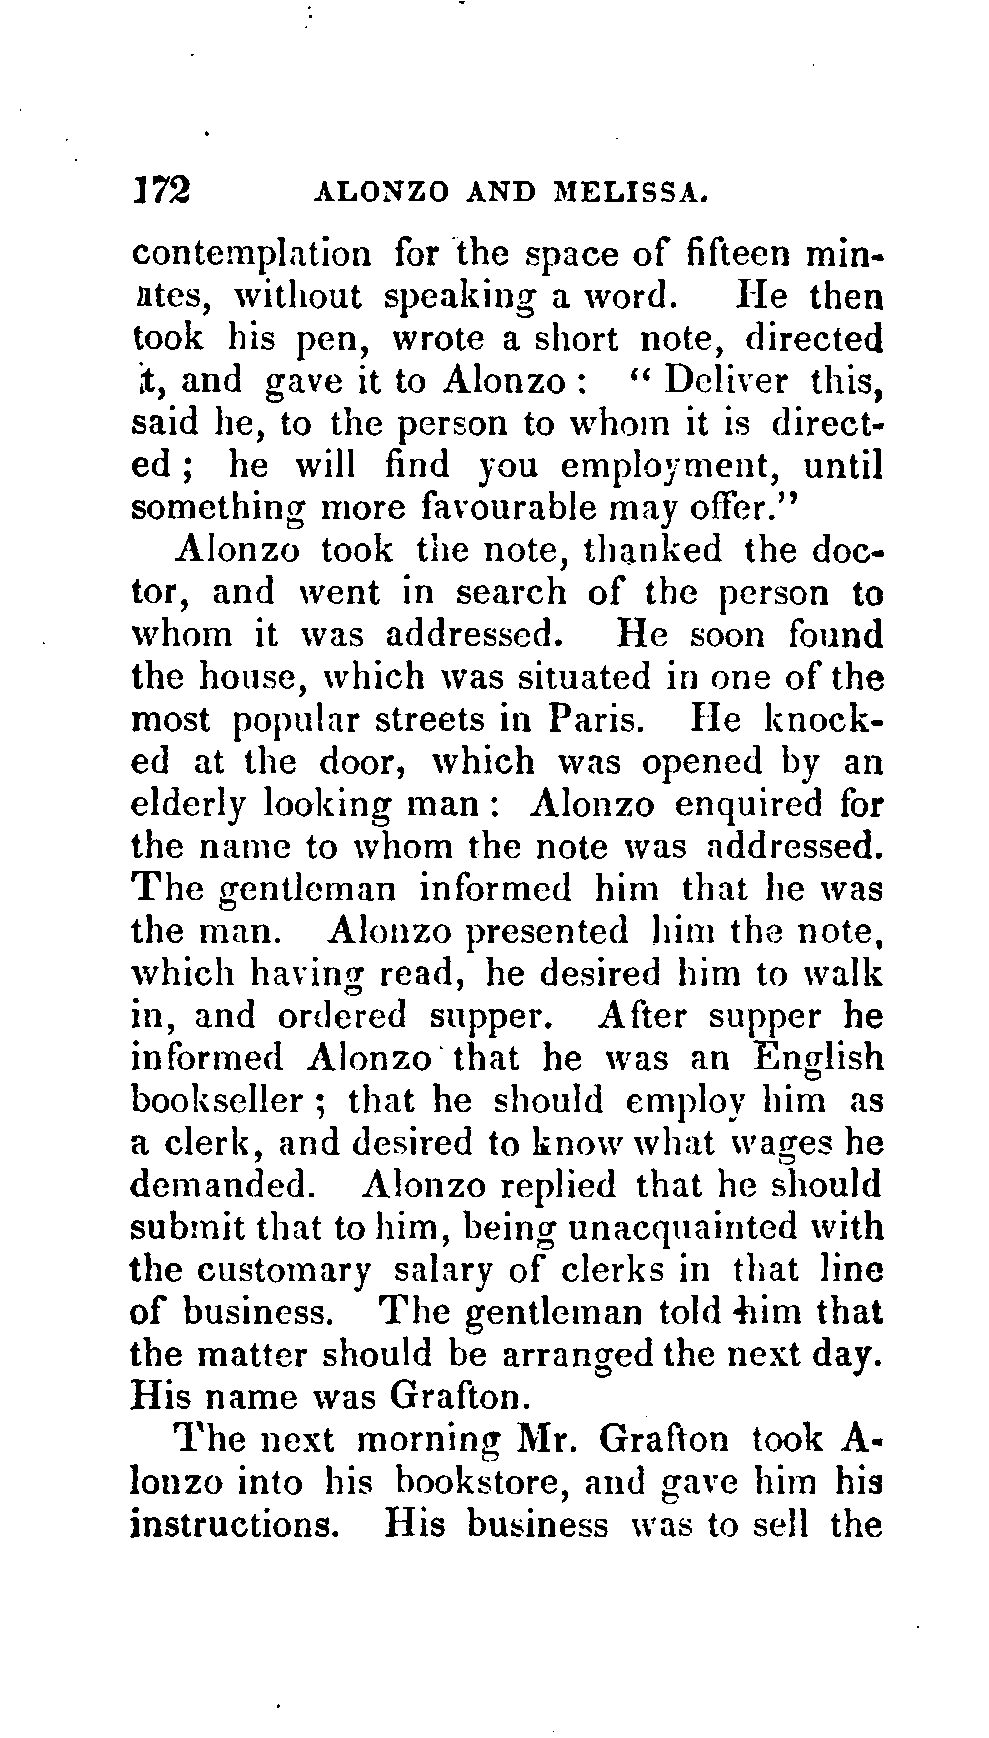 172 ALONZO AND MELISSA.
contemplation for the space of fifteen min-
utes, without speaking a word. He then
took his pen, wrote a short note, directed
it, and gave it to Alonzo : “ Deliver this,
said he, to the person to whom it is direct-
ed ; he will find you employment, until
something more favourable may offer.”
Alonzo took the note, thanked the doc-
tor, and went in search of the person to
whom it was addressed. He soon found
the house, which was situated in one of the
most popular streets in Paris. He knock-
ed at the door, which was opened by an
elderly looking man : Alonzo enquired for
the name to whom the note was addressed.
The gentleman informed him that he was
the man. Alonzo presented him the note,
which having read, he desired him to walk
in, and ordered supper. After supper he
informed Alonzo that he was an English
bookseller ; that he should employ him as
a clerk, and desired to know what wages he
demanded. Alonzo replied that he should
submit that to him, being unacquainted with
the customary salary of clerks in that line
of business. The gentleman told him that
the matter should be arranged the next day.
His name was Grafton.
The next morning Mr. Grafton took A-
lonzo into his bookstore, and gave him his
instructions. His business was to sell the